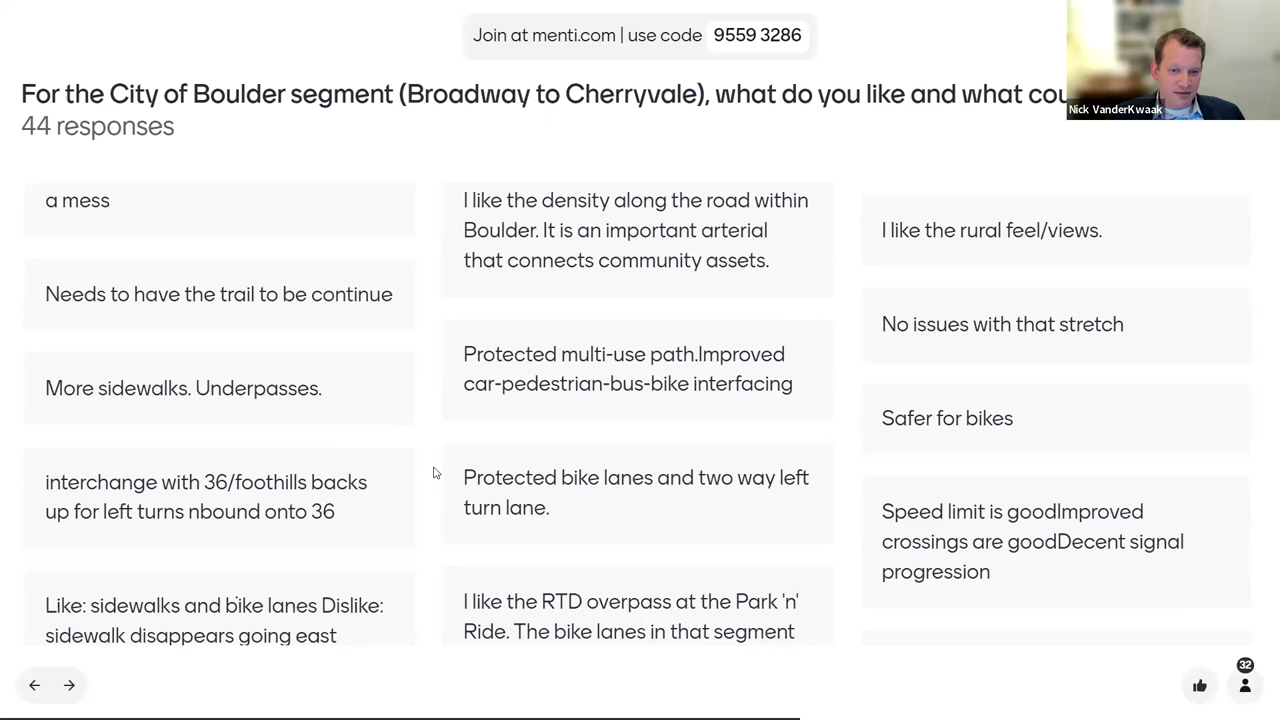 Join at menti.com | use code 9559 3286
For the City of Boulder segment (Broadway to Cherryvale), what do you like and what cou
44 responses
Nick VanderKwaak
a mess
Needs to have the trail to be continue
More sidewalks. Underpasses.
interchange with 36/foothills backs
up for left turns nbound onto 36
Like: sidewalks and bike lanes Dislike:
sidewalk disappears going east
I like the density along the road within
Boulder. It is an important arterial
that connects community assets.
Protected multi-use path.Improved
car-pedestrian-bus-bike interfacing
Protected bike lanes and two way left
turn lane.
I like the RTD overpass at the Park 'n'
Ride. The bike lanes in that segment
I like the rural feel/views.
No issues with that stretch
Safer for bikes
Speed limit is goodImproved
crossings are goodDecent signal
progression
32